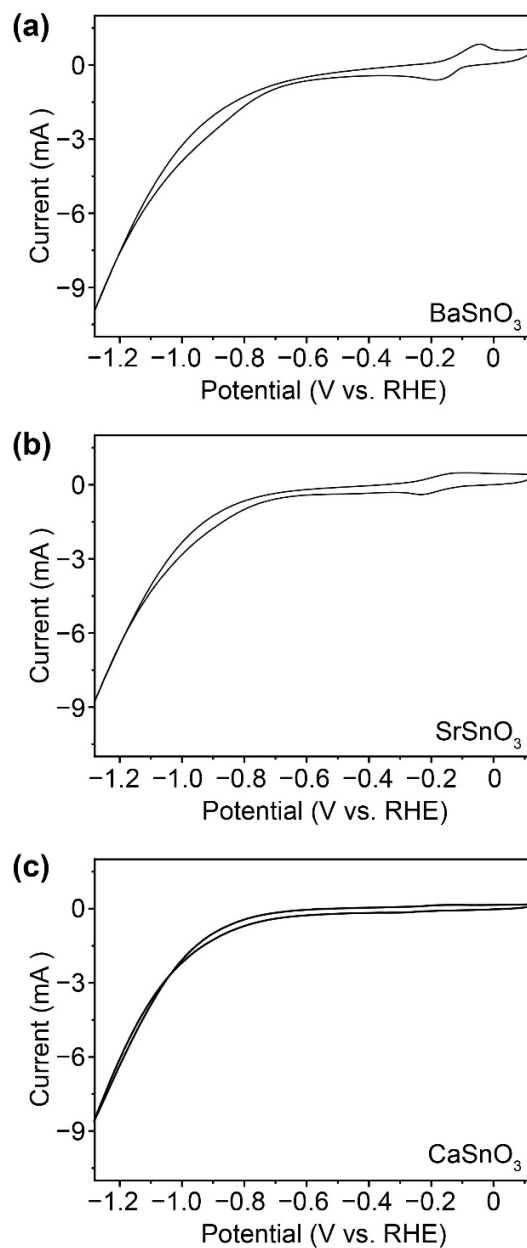 (a)
0
−3
−6
−9
Current (mA)
BaSnO₃
−1.2 −1.0 −0.8 −0.6 −0.4 −0.2 0
Potential (V vs. RHE)
(b)
0
−3
−6
−9
Current (mA)
SrSnO₃
−1.2 −1.0 −0.8 −0.6 −0.4 −0.2 0
Potential (V vs. RHE)
(c)
0
−3
−6
−9
Current (mA)
CaSnO₃
−1.2 −1.0 −0.8 −0.6 −0.4 −0.2 0
Potential (V vs. RHE)